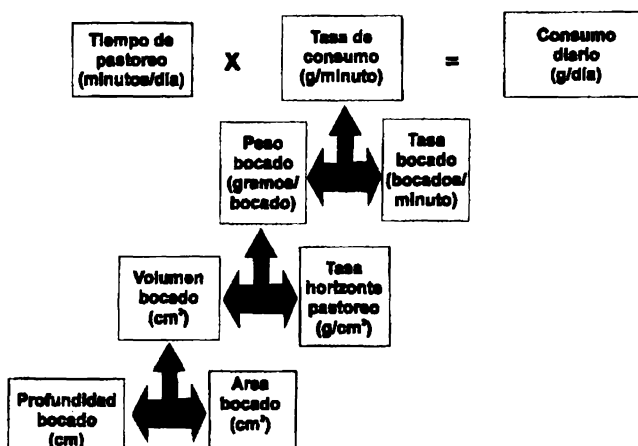 Tiempo de
pastoreo
(minutos/día)
X
Tasa de
consumo
(g/minuto)
=
Consumo
diario
(g/día)
Peso
bocado
(gramos/
bocado)
Tasa
bocado
(bocados/
minuto)
Volumen
bocado
(cm³)
Tasa
horizonte
pastoreo
(g/cm³)
Profundidad
bocado
(cm)
Area
bocado
(cm²)